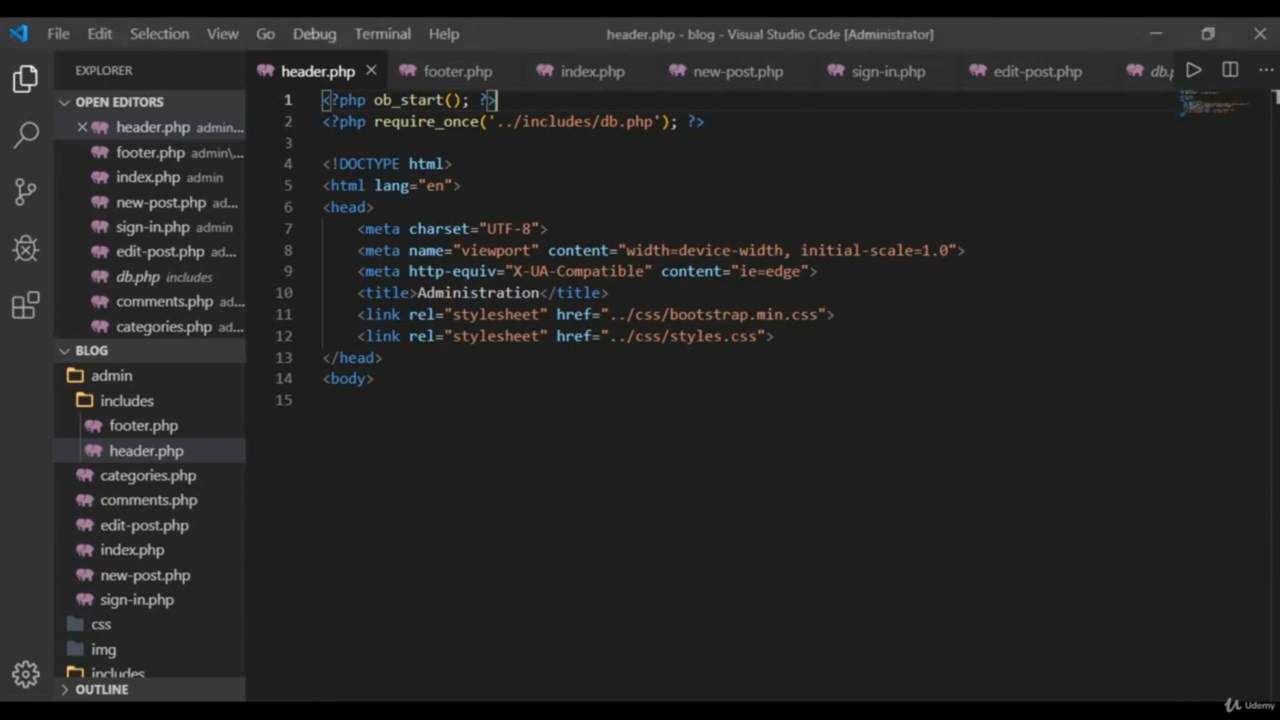 File Edit Selection View Go Debug Terminal Help header.php - blog - Visual Studio Code [Administrator]
EXPLORER
header.php footer.php index.php new-post.php sign-in.php edit-post.php db.p
OPEN EDITORS
header.php admin...
footer.php admin\...
index.php admin
new-post.php ad...
sign-in.php admin
edit-post.php ad...
db.php includes
comments.php ad...
categories.php ad...
BLOG
admin
includes
footer.php
header.php
categories.php
comments.php
edit-post.php
index.php
new-post.php
sign-in.php
css
img
includes
OUTLINE
1 <?php ob_start(); ?>
2 <?php require_once('../includes/db.php'); ?>
3
4 <!DOCTYPE html>
5 <html lang="en">
6 <head>
7 <meta charset="UTF-8">
8 <meta name="viewport" content="width=device-width, initial-scale=1.0">
9 <meta http-equiv="X-UA-Compatible" content="ie=edge">
10 <title>Administration</title>
11 <link rel="stylesheet" href="../css/bootstrap.min.css">
12 <link rel="stylesheet" href="../css/styles.css">
13 </head>
14 <body>
15
Udemy